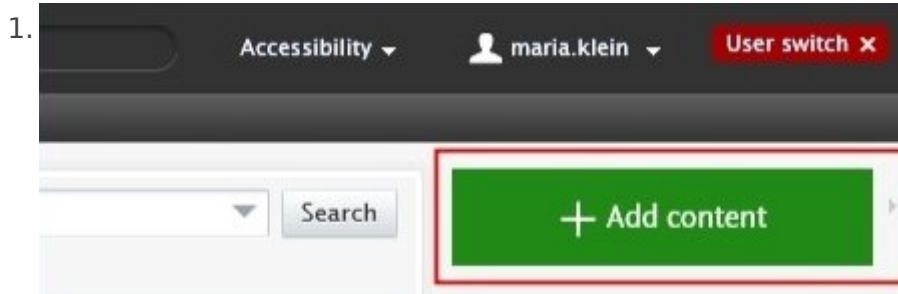 1.
Accessibility maria.klein User switch ×
Search + Add content